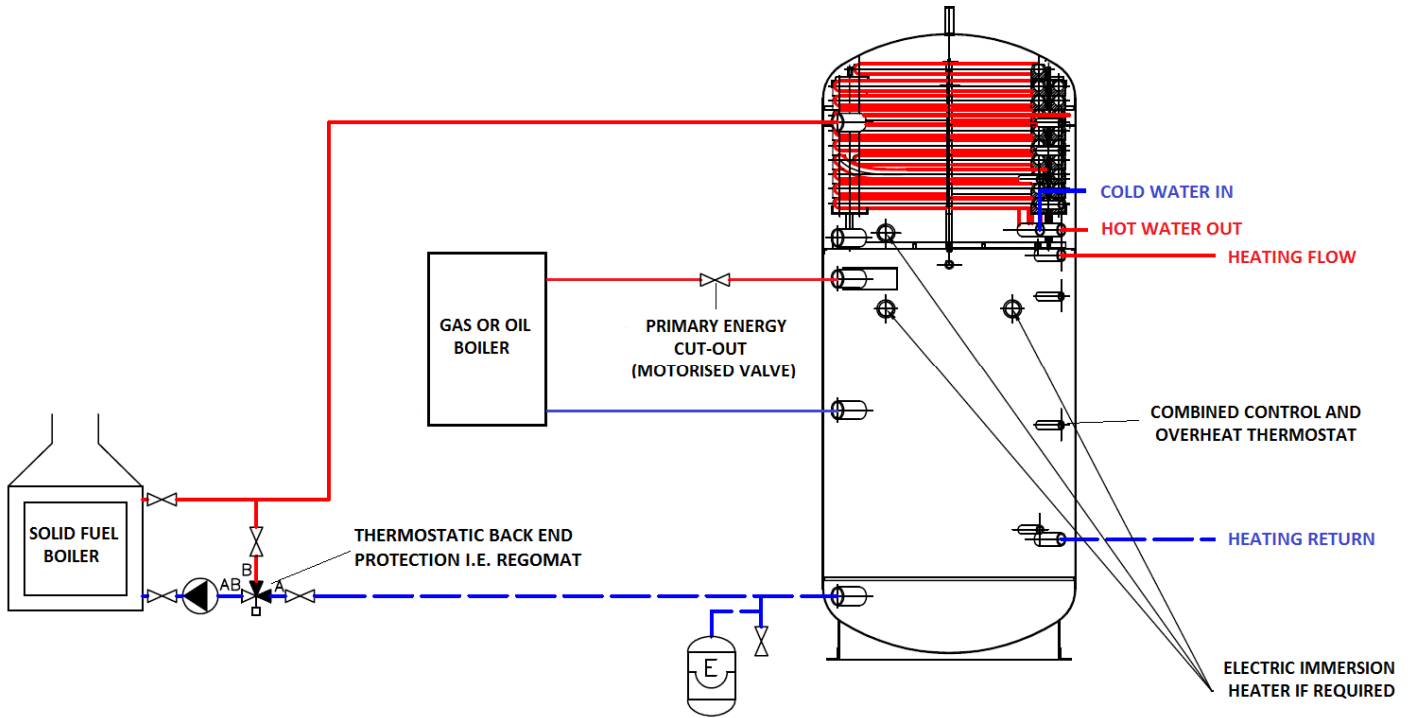 COLD WATER IN
HOT WATER OUT
HEATING FLOW
GAS OR OIL
BOILER
PRIMARY ENERGY
CUT-OUT
(MOTORISED VALVE)
COMBINED CONTROL AND
OVERHEAT THERMOSTAT
SOLID FUEL
BOILER
THERMOSTATIC BACK END
PROTECTION I.E. REGOMAT
HEATING RETURN
B
AB
A
E
ELECTRIC IMMERSION
HEATER IF REQUIRED